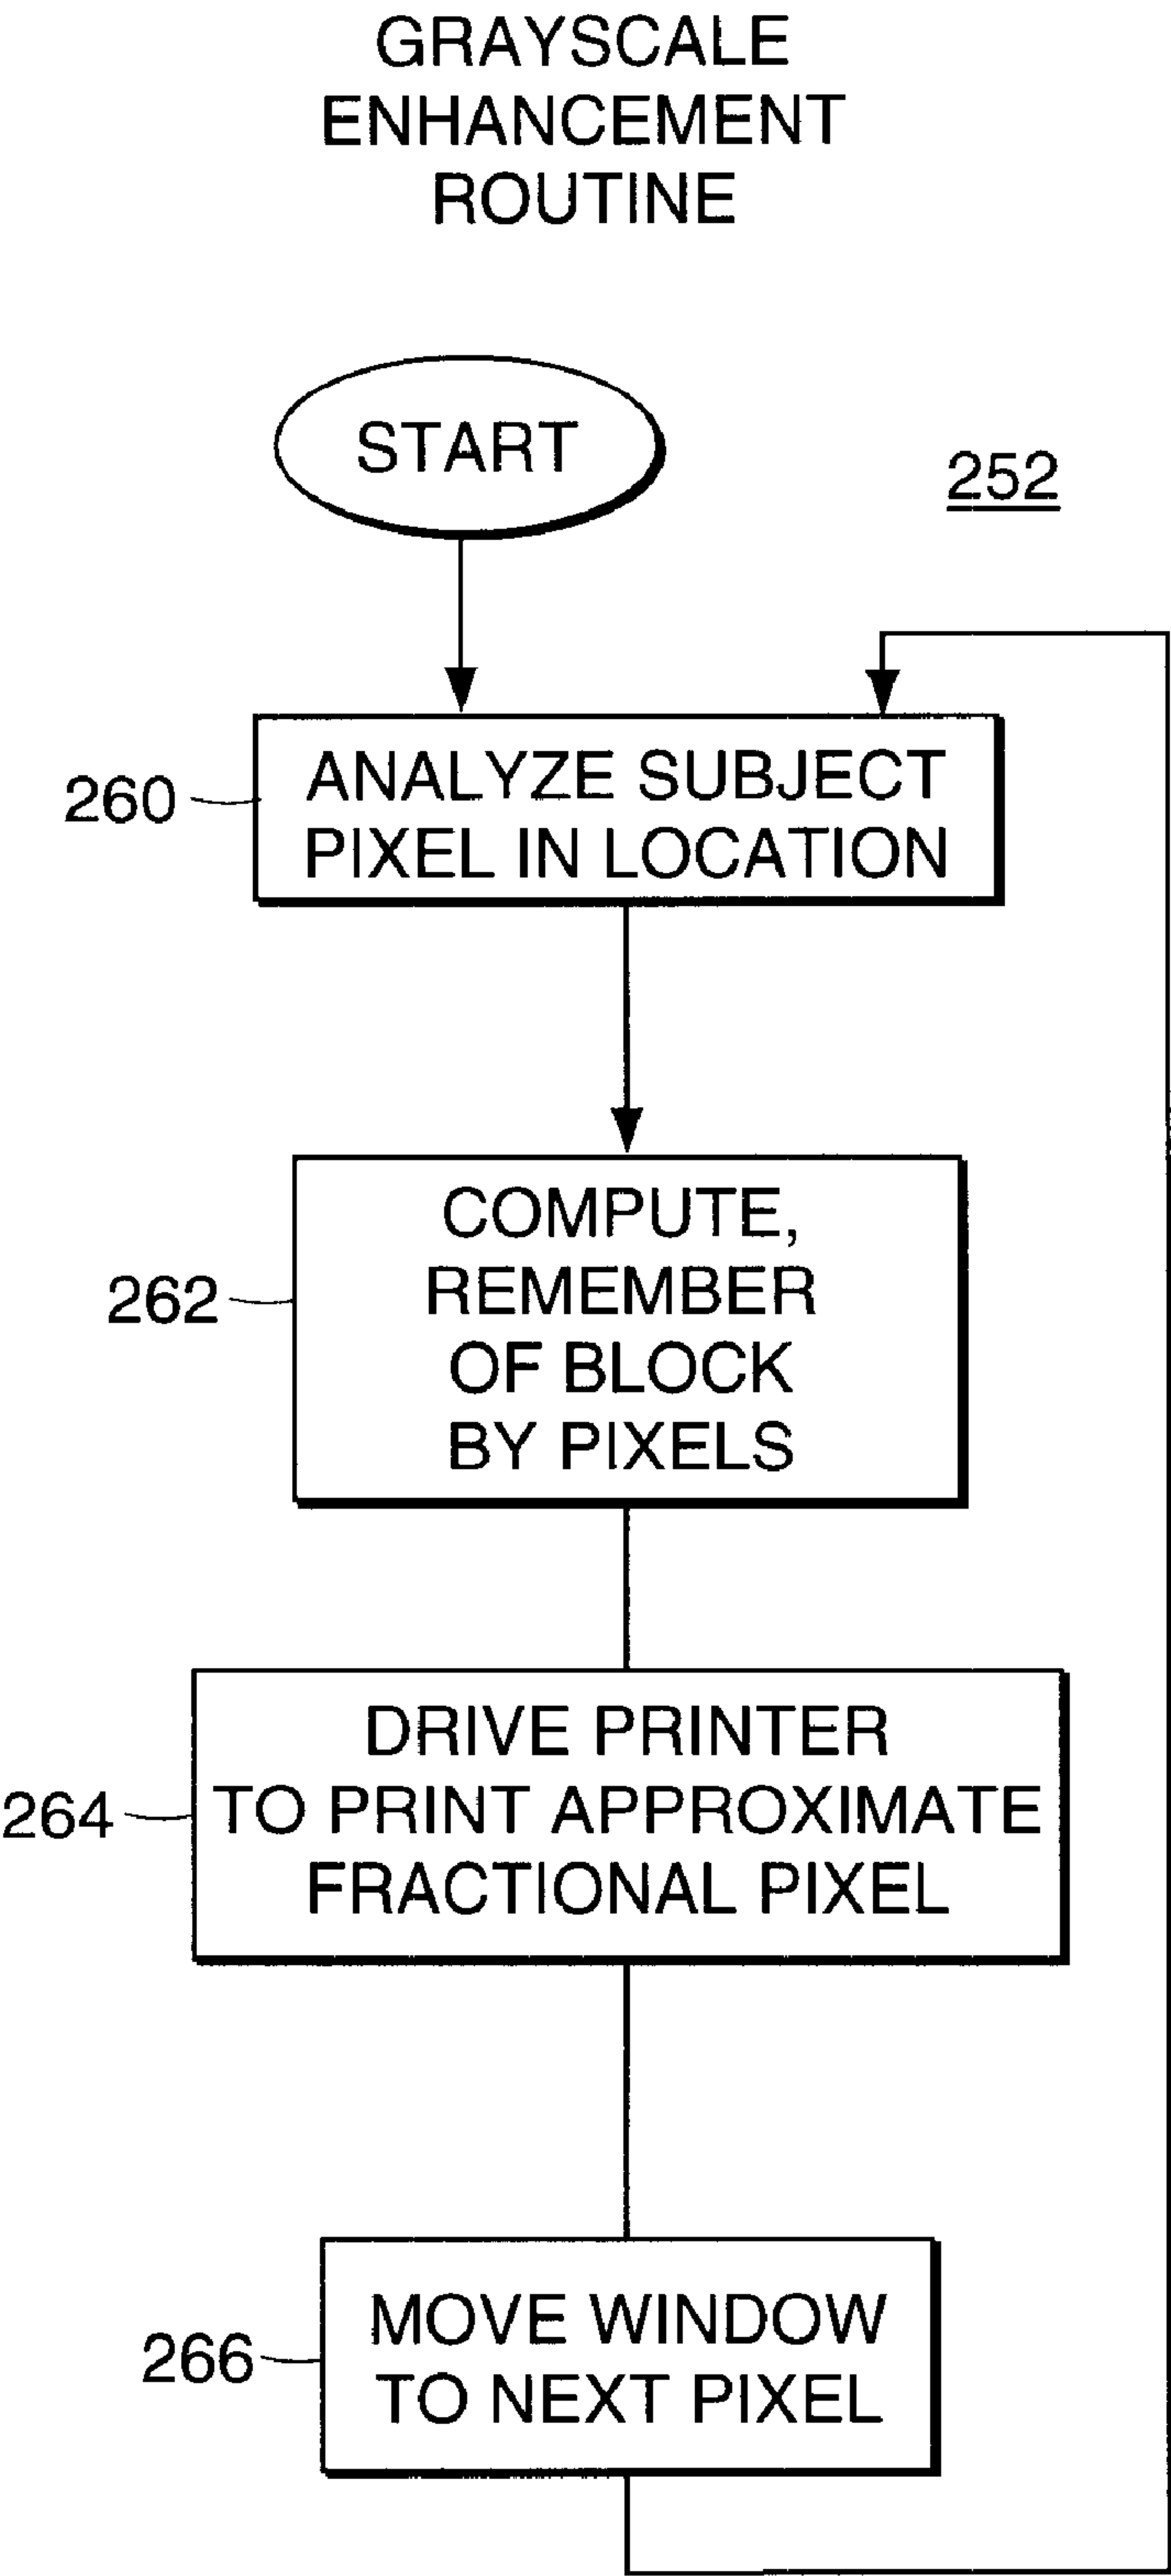 GRAYSCALE
ENHANCEMENT
ROUTINE
START
252
260
ANALYZE SUBJECT
PIXEL IN LOCATION
262
COMPUTE,
REMEMBER
OF BLOCK
BY PIXELS
264
DRIVE PRINTER
TO PRINT APPROXIMATE
FRACTIONAL PIXEL
266
MOVE WINDOW
TO NEXT PIXEL